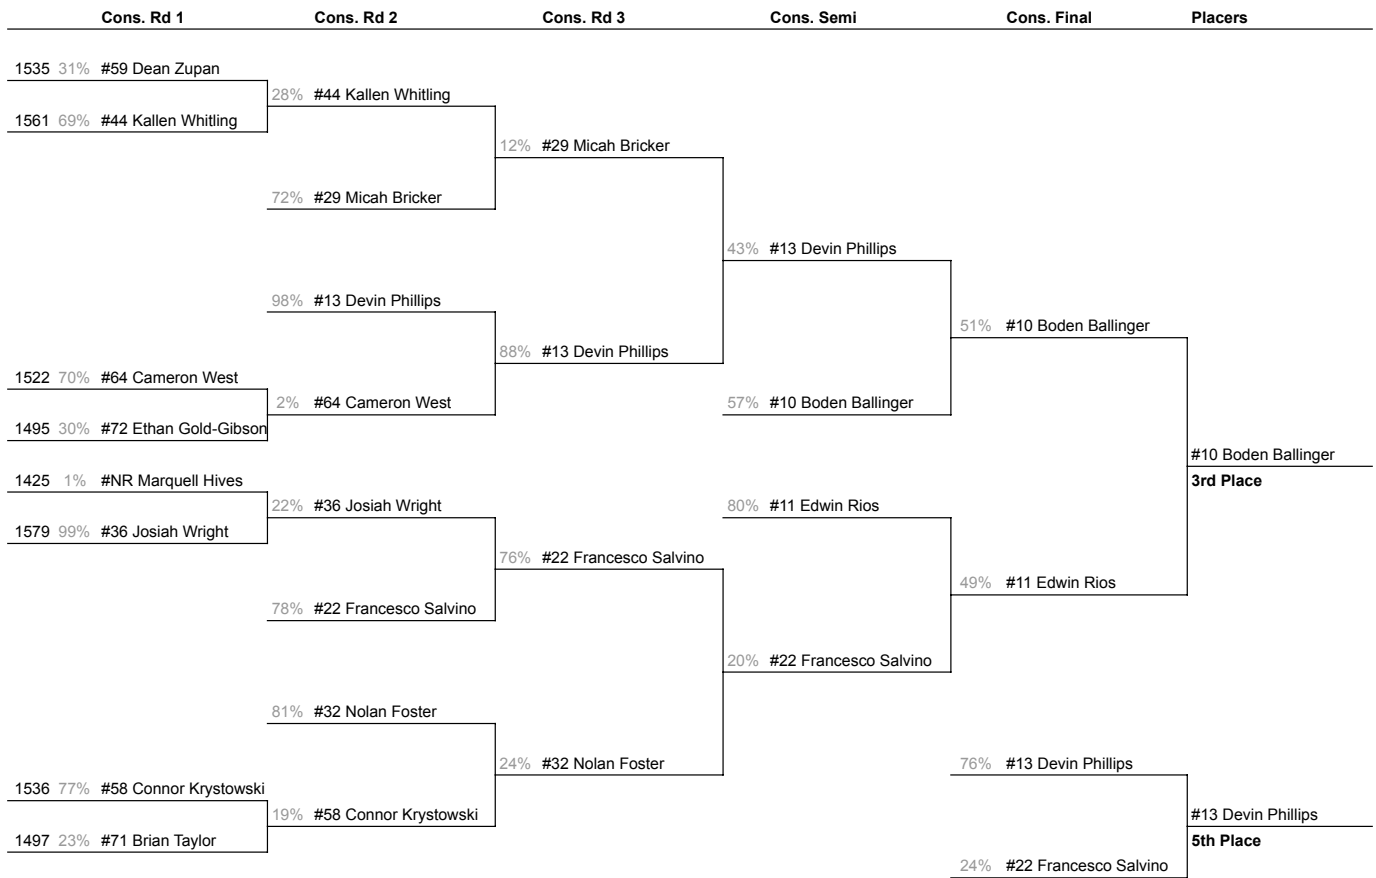 Cons. Rd 1 Cons. Rd 2 Cons. Rd 3 Cons. Semi Cons. Final Placers
1535 31% #59 Dean Zupan
28% #44 Kallen Whitling
1561 69% #44 Kallen Whitling
12% #29 Micah Bricker
72% #29 Micah Bricker
43% #13 Devin Phillips
98% #13 Devin Phillips
51% #10 Boden Ballinger
88% #13 Devin Phillips
1522 70% #64 Cameron West
2% #64 Cameron West 57% #10 Boden Ballinger
1495 30% #72 Ethan Gold-Gibson
#10 Boden Ballinger
1425 1% #NR Marquell Hives 3rd Place
22% #36 Josiah Wright 80% #11 Edwin Rios
1579 99% #36 Josiah Wright
76% #22 Francesco Salvino
49% #11 Edwin Rios
78% #22 Francesco Salvino
20% #22 Francesco Salvino
81% #32 Nolan Foster
24% #32 Nolan Foster 76% #13 Devin Phillips
1536 77% #58 Connor Krystowski
19% #58 Connor Krystowski #13 Devin Phillips
1497 23% #71 Brian Taylor 5th Place
24% #22 Francesco Salvino